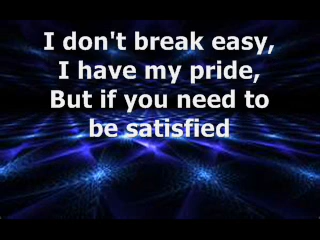 I don't break easy,
I have my pride,
But if you need to
be satisfied